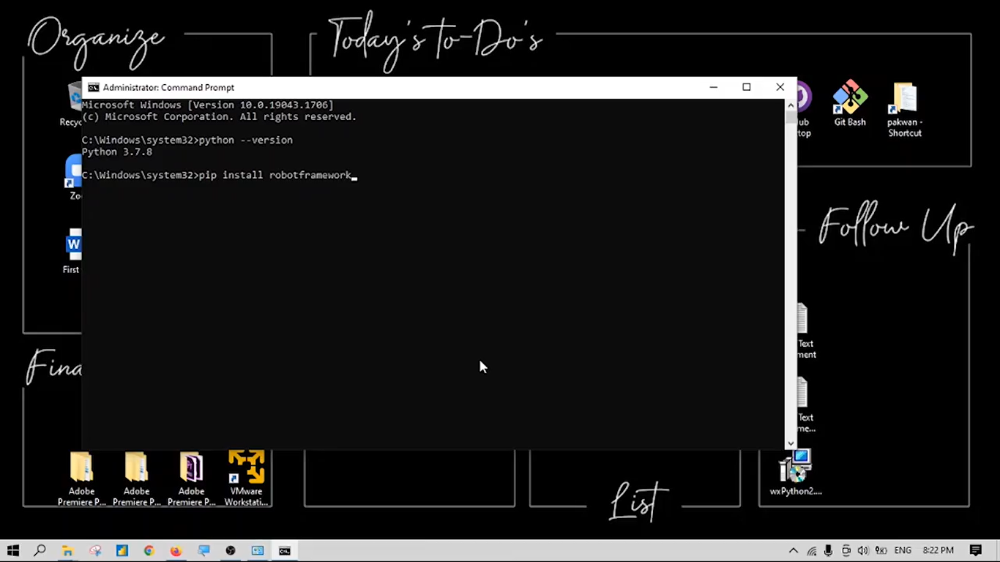 Organize
Today's to-Do's
Administrator: Command Prompt
Microsoft Windows [Version 10.0.19043.1706]
(c) Microsoft Corporation. All rights reserved.
C:\Windows\system32>python --version
Python 3.7.8
C:\Windows\system32>pip install robotframework_
Recyc
Zo
W
First
ub
top
Git Bash
pakwan -
Shortcut
Follow Up
Text
ment
Text
me...
wxPython2....
Fina
Adobe
Premiere P...
Adobe
Premiere P...
Adobe
Premiere P...
VMware
Workstati...
List
ENG
8:22 PM